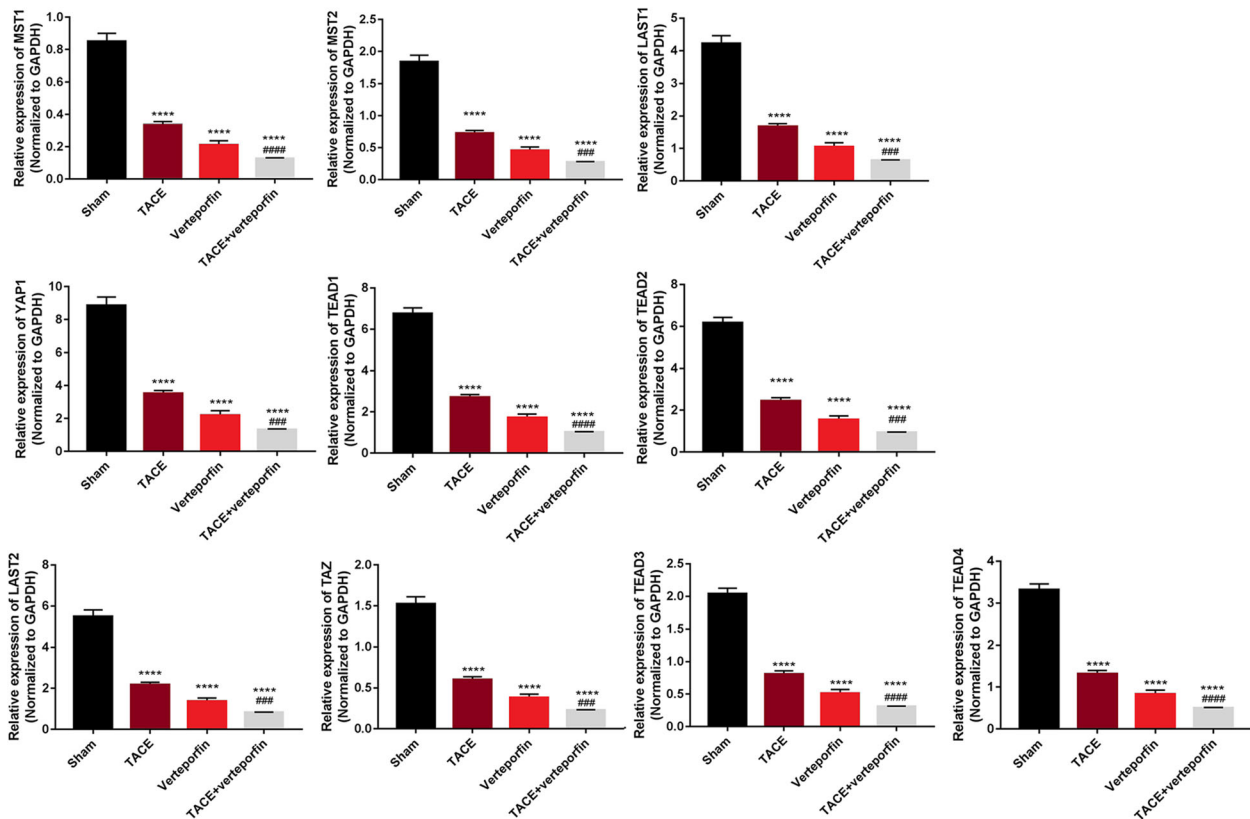 Relative expression of MST1
(Normalized to GAPDH)
1.0
0.8
0.6
0.4
0.2
0.0
****
****
****
####
Sham
TACE
Verteporfin
TACE+verteporfin
Relative expression of MST2
(Normalized to GAPDH)
2.5
2.0
1.5
1.0
0.5
0.0
****
****
****
###
Sham
TACE
Verteporfin
TACE+verteporfin
Relative expression of LAST1
(Normalized to GAPDH)
5
4
3
2
1
0
****
****
****
###
Sham
TACE
Verteporfin
TACE+verteporfin
Relative expression of YAP1
(Normalized to GAPDH)
10
8
6
4
2
0
****
****
****
###
Sham
TACE
Verteporfin
TACE+verteporfin
Relative expression of TEAD1
(Normalized to GAPDH)
8
6
4
2
0
****
****
****
####
Sham
TACE
Verteporfin
TACE+verteporfin
Relative expression of TEAD2
(Normalized to GAPDH)
8
6
4
2
0
****
****
****
###
Sham
TACE
Verteporfin
TACE+verteporfin
Relative expression of LAST2
(Normalized to GAPDH)
8
6
4
2
0
****
****
****
###
Sham
TACE
Verteporfin
TACE+verteporfin
Relative expression of TAZ
(Normalized to GAPDH)
2.0
1.5
1.0
0.5
0.0
****
****
****
###
Sham
TACE
Verteporfin
TACE+verteporfin
Relative expression of TEAD3
(Normalized to GAPDH)
2.5
2.0
1.5
1.0
0.5
0.0
****
****
****
####
Sham
TACE
Verteporfin
TACE+verteporfin
Relative expression of TEAD4
(Normalized to GAPDH)
4
3
2
1
0
****
****
****
####
Sham
TACE
Verteporfin
TACE+verteporfin